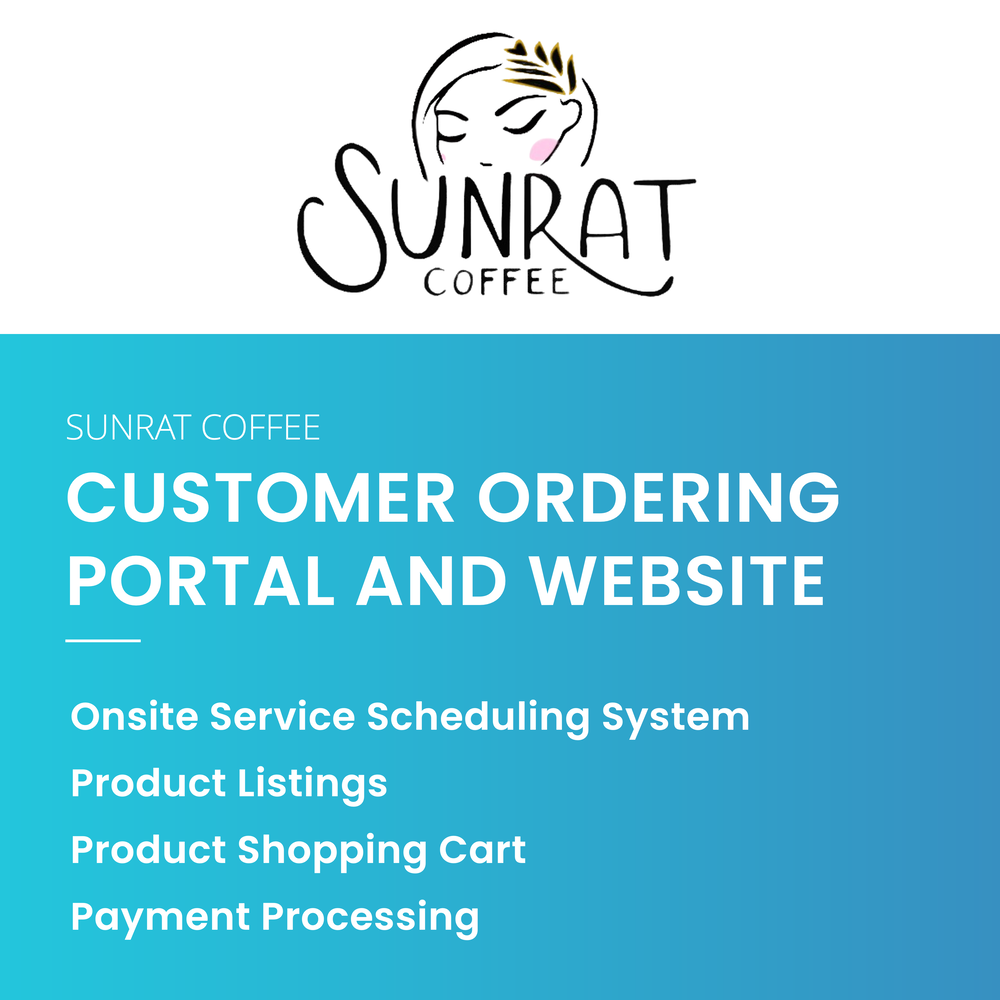 SUNRAT
COFFEE
SUNRAT COFFEE
CUSTOMER ORDERING
PORTAL AND WEBSITE
Onsite Service Scheduling System
Product Listings
Product Shopping Cart
Payment Processing